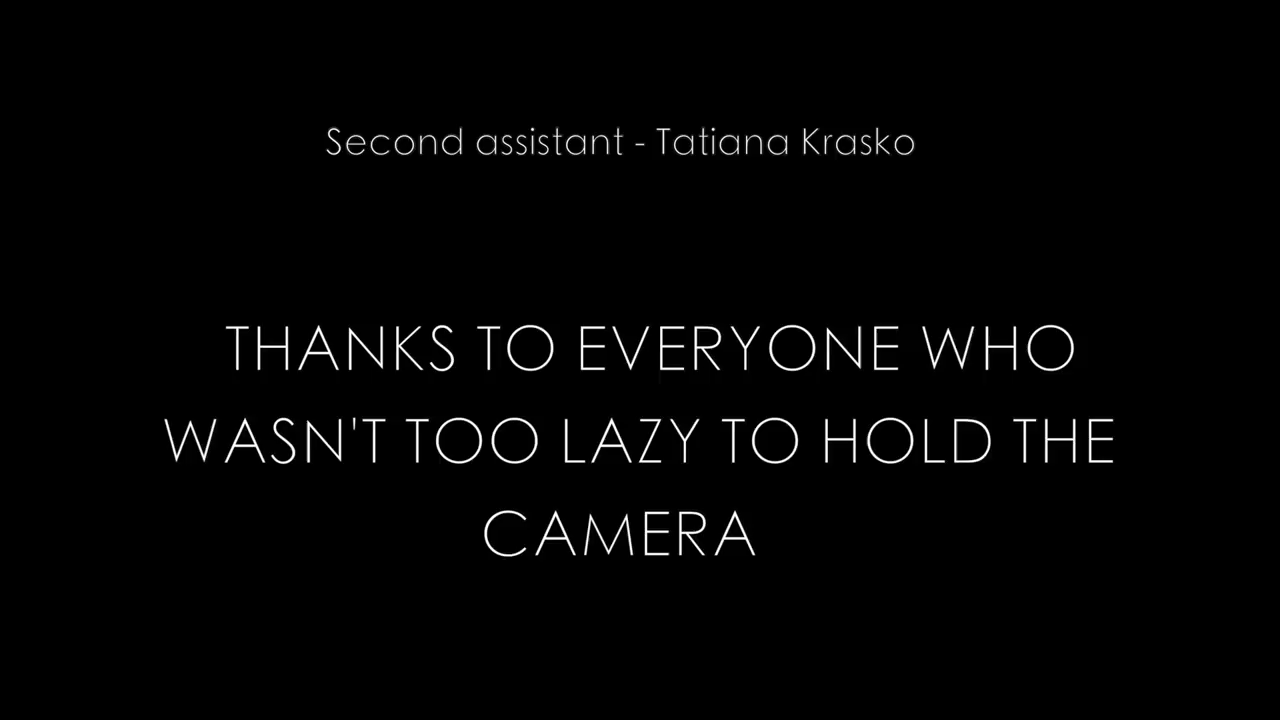 Second assistant - Tatiana Krasko
THANKS TO EVERYONE WHO
WASN'T TOO LAZY TO HOLD THE
CAMERA